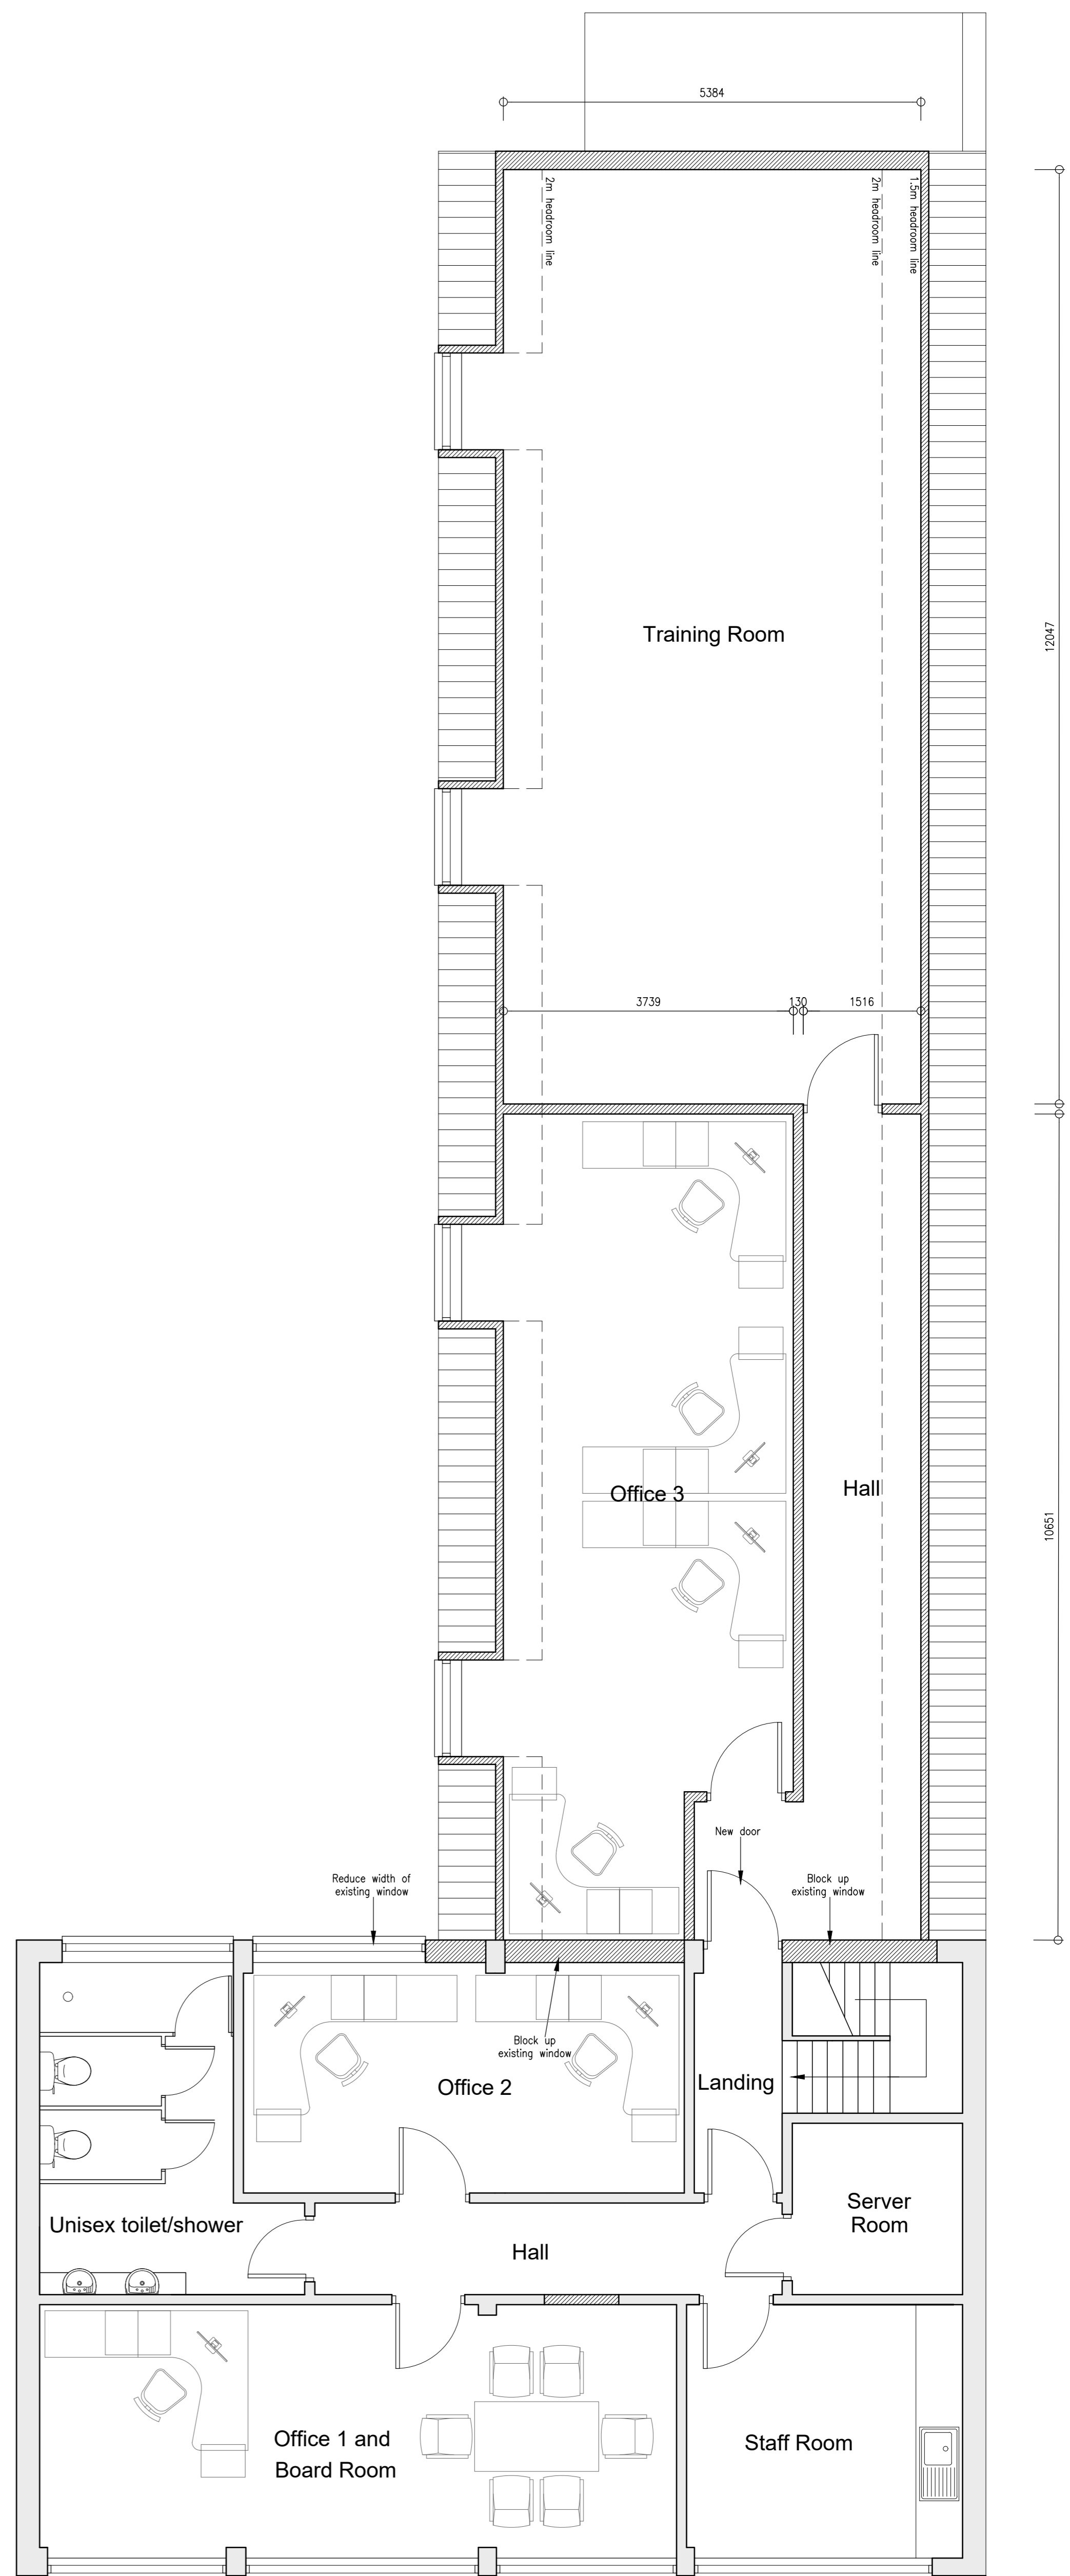 5384
2m headroom line
2m headroom line
1.5m headroom line
Training Room
12047
3739
130
1516
Office 3
Hall
10651
New door
Reduce width of
existing window
Block up
existing window
Block up
existing window
Office 2
Landing
Server
Room
Unisex toilet/shower
Hall
Office 1 and
Board Room
Staff Room